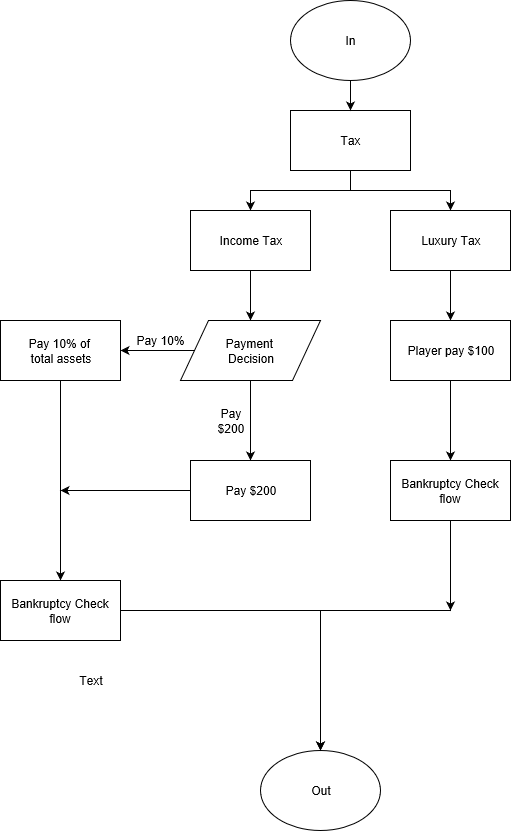 In
Tax
Income Tax
Luxury Tax
Pay 10% of
total assets
Pay 10%
Payment
Decision
Player pay $100
Pay
$200
Pay $200
Bankruptcy Check
flow
Bankruptcy Check
flow
Text
Out